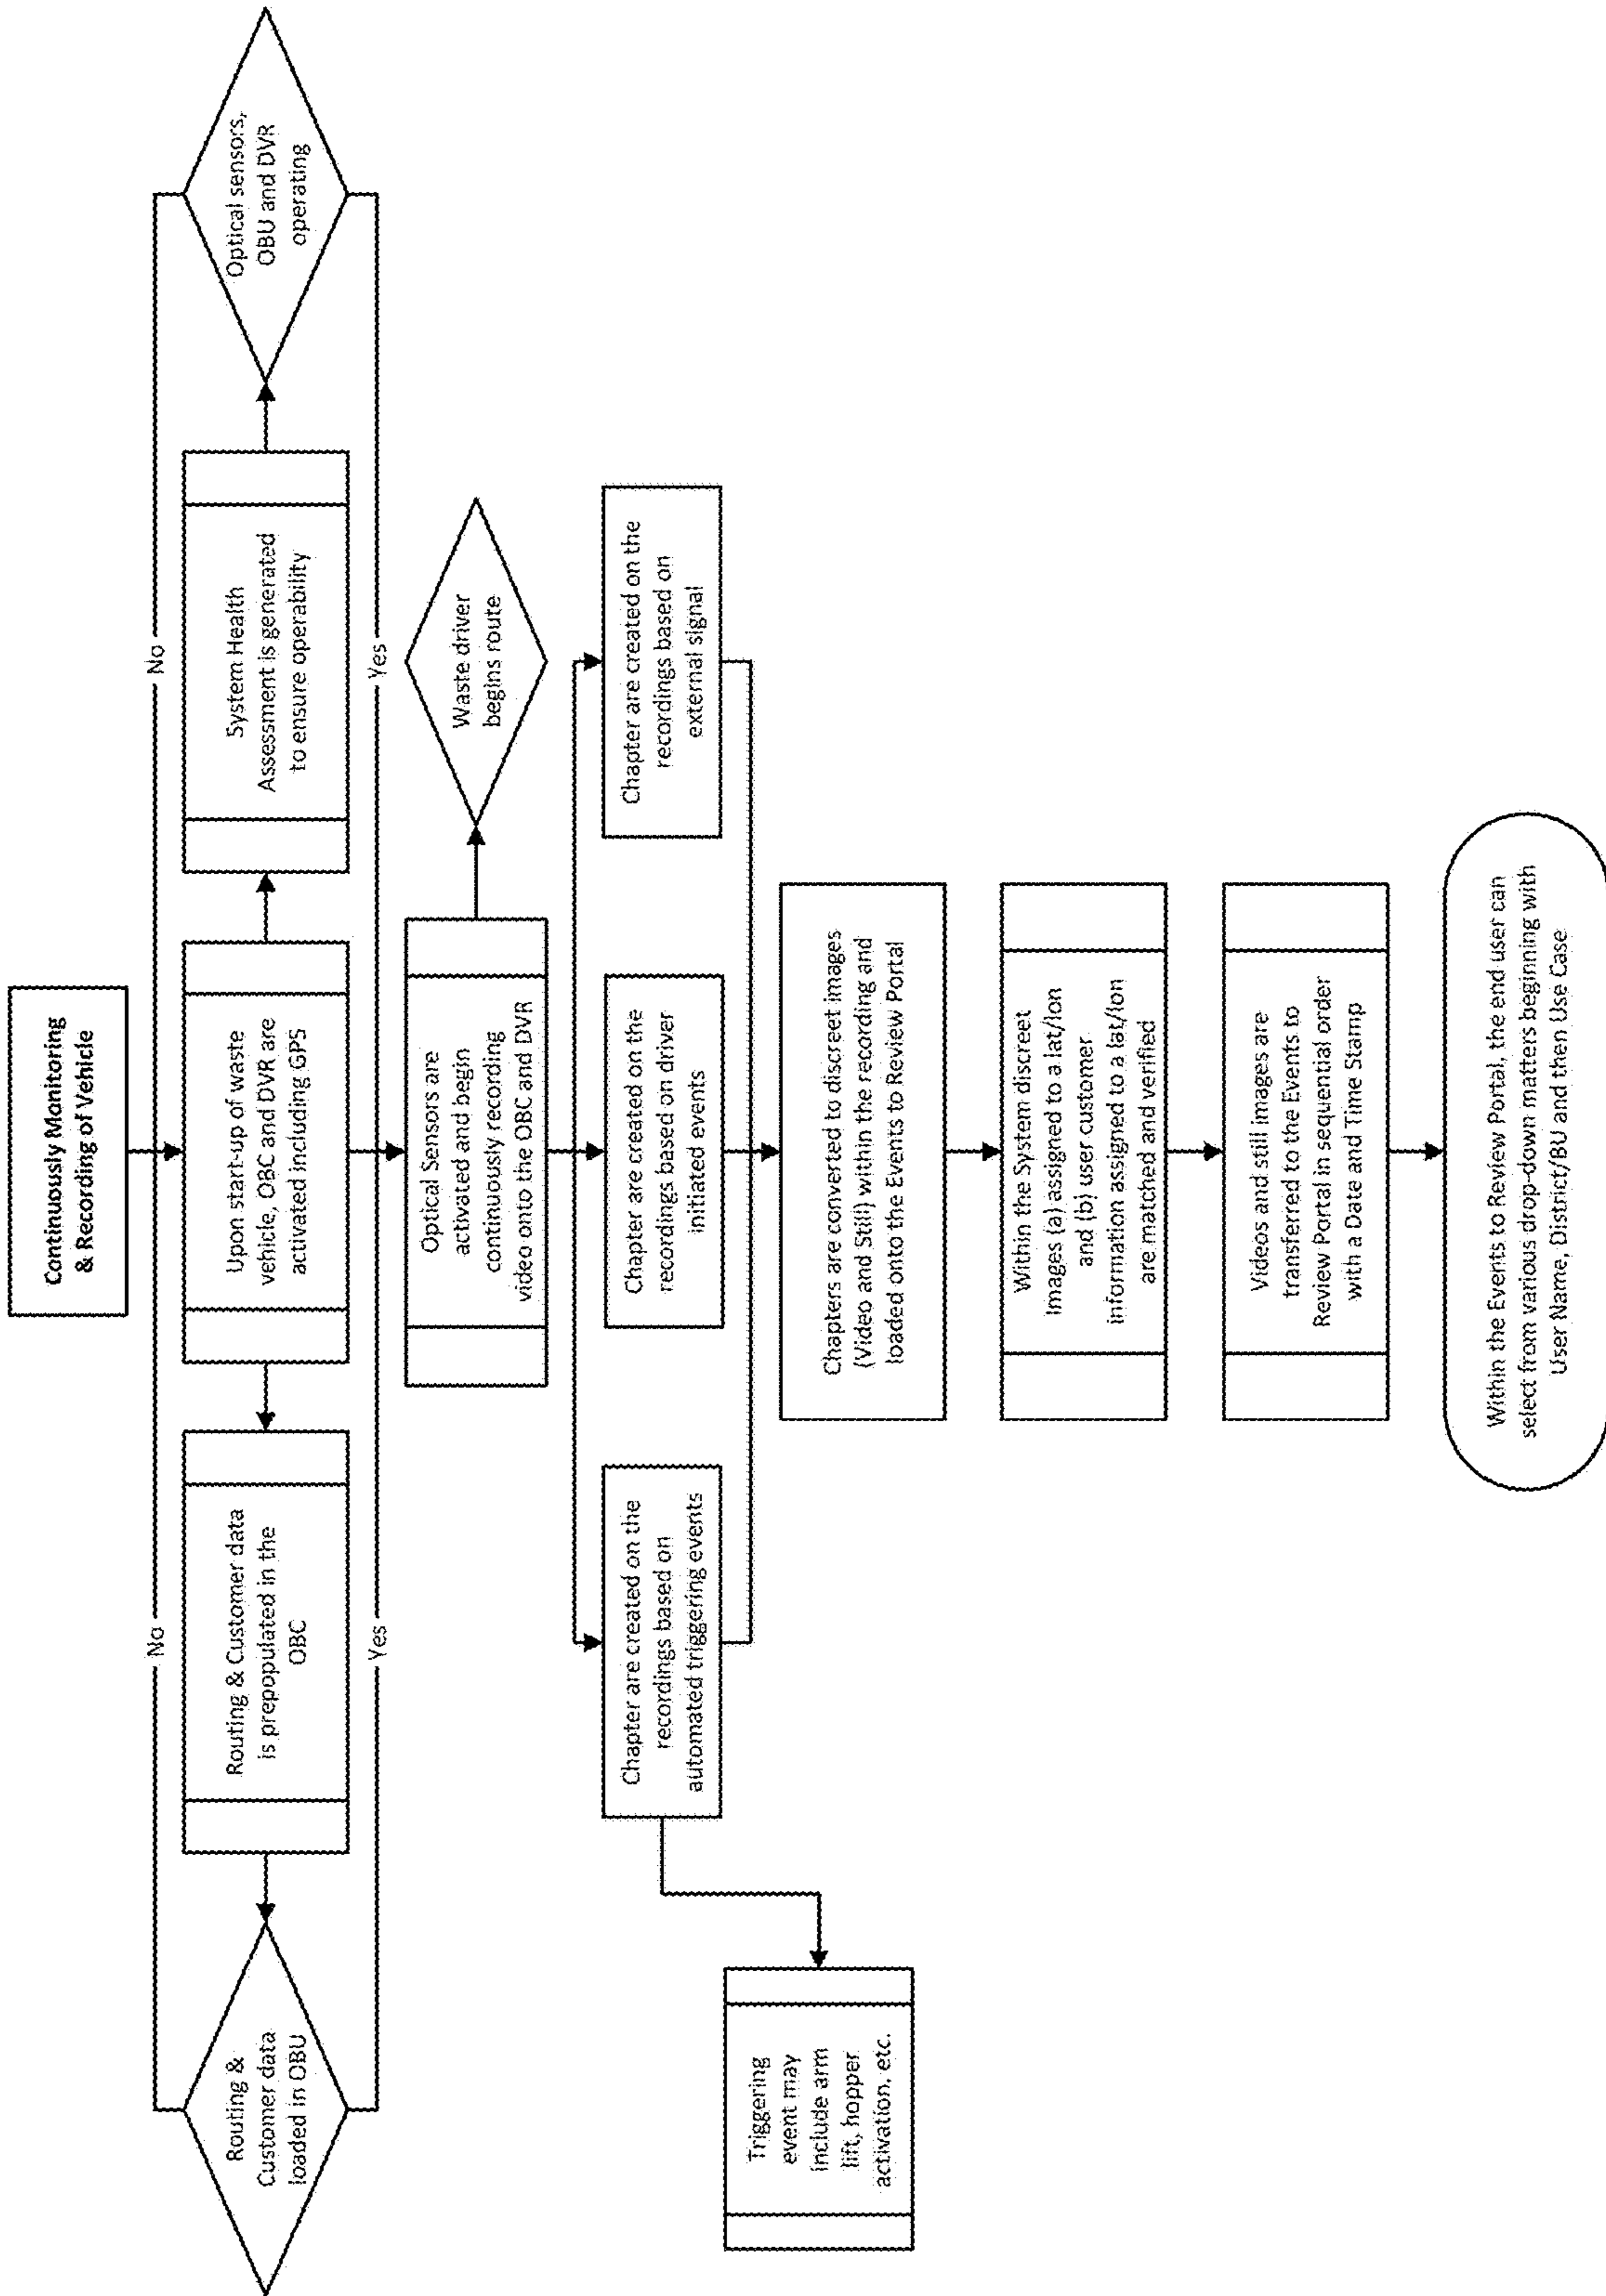 Continuously Monitoring
& Recording of Vehicle
No
No
Routing &
Customer data
loaded in OBU
Routing & Customer data
is prepopulated in the
OBC
Upon start-up of waste
vehicle, OBC and DVR are
activated including GPS
System Health
Assessment is generated
to ensure operability
Optical sensors,
OBU and DVR
operating
Yes
Yes
Optical Sensors are
activated and begin
continuously recording
video onto the OBC and DVR
Waste driver
begins route
Chapter are created on the
recordings based on
automated triggering events
Chapter are created on the
recordings based on driver
initiated events
Chapter are created on the
recordings based on
external signal
Triggering
event may
include arm
lift, hopper
activation, etc.
Chapters are converted to discreet images
(Video and Still) within the recording and
loaded onto the Events to Review Portal
Within the System discreet
images (a) assigned to a lat/lon
and (b) user customer
information assigned to a lat/lon
are matched and verified
Videos and still images are
transferred to the Events to
Review Portal in sequential order
with a Date and Time Stamp
Within the Events to Review Portal, the end user can
select from various drop-down matters beginning with
User Name, District/BU and then Use Case